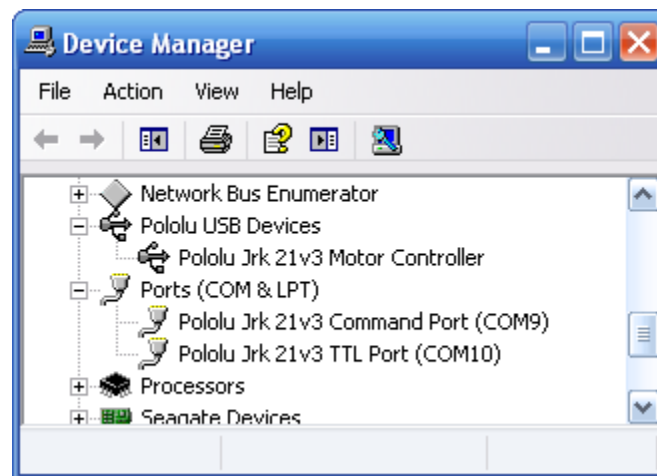 Device Manager
File Action View Help
Network Bus Enumerator
Pololu USB Devices
Pololu Jrk 21v3 Motor Controller
Ports (COM & LPT)
Pololu Jrk 21v3 Command Port (COM9)
Pololu Jrk 21v3 TTL Port (COM10)
Processors
Seagate Devices